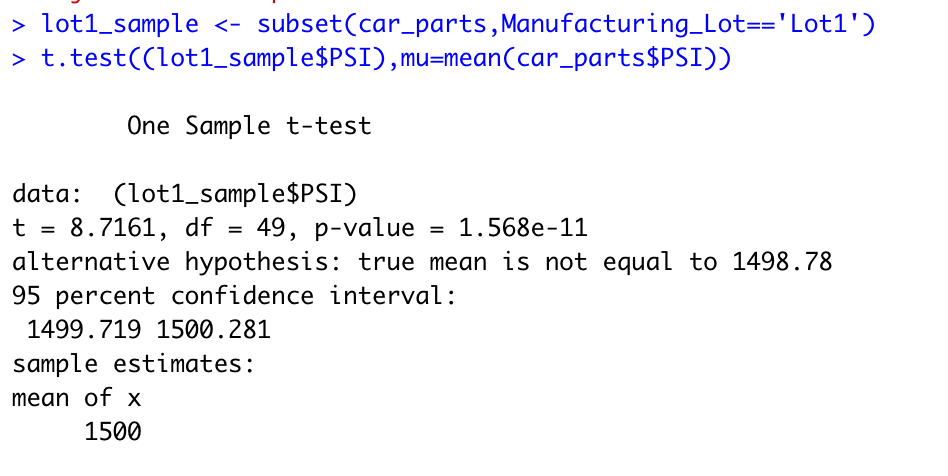 > lot1_sample <- subset(car_parts,Manufacturing_Lot=='Lot1')
> t.test((lot1_sample$PSI),mu=mean(car_parts$PSI))
One Sample t-test
data:  (lot1_sample$PSI)
t = 8.7161, df = 49, p-value = 1.568e-11
alternative hypothesis: true mean is not equal to 1498.78
95 percent confidence interval:
1499.719 1500.281
sample estimates:
mean of x
1500